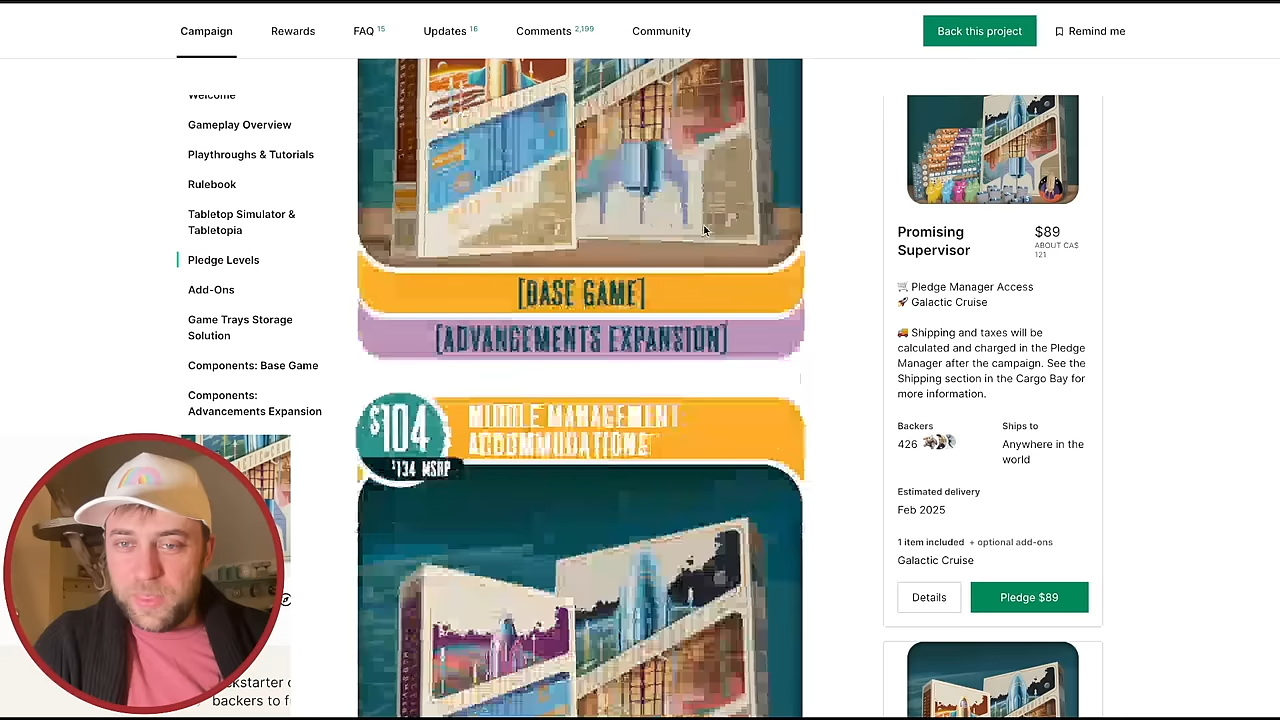 Campaign
Rewards
FAQ 15
Updates 16
Comments 2,199
Community
Back this project
Remind me
Welcome
Gameplay Overview
Playthroughs & Tutorials
Rulebook
Tabletop Simulator &
Tabletopia
Pledge Levels
Add-Ons
Game Trays Storage
Solution
Components: Base Game
Components:
Advancements Expansion
[BASE GAME]
[ADVANCEMENTS EXPANSION]
$104
$134 MSRP
MIDDLE MANAGEMENT
ACCOMMODATIONS
Promising
Supervisor
$89
ABOUT CA$
121
🛒 Pledge Manager Access
🚀 Galactic Cruise
🚚 Shipping and taxes will be
calculated and charged in the Pledge
Manager after the campaign. See the
Shipping section in the Cargo Bay for
more information.
Backers
426
Ships to
Anywhere in the
world
Estimated delivery
Feb 2025
1 item included + optional add-ons
Galactic Cruise
Details
Pledge $89
backers to f